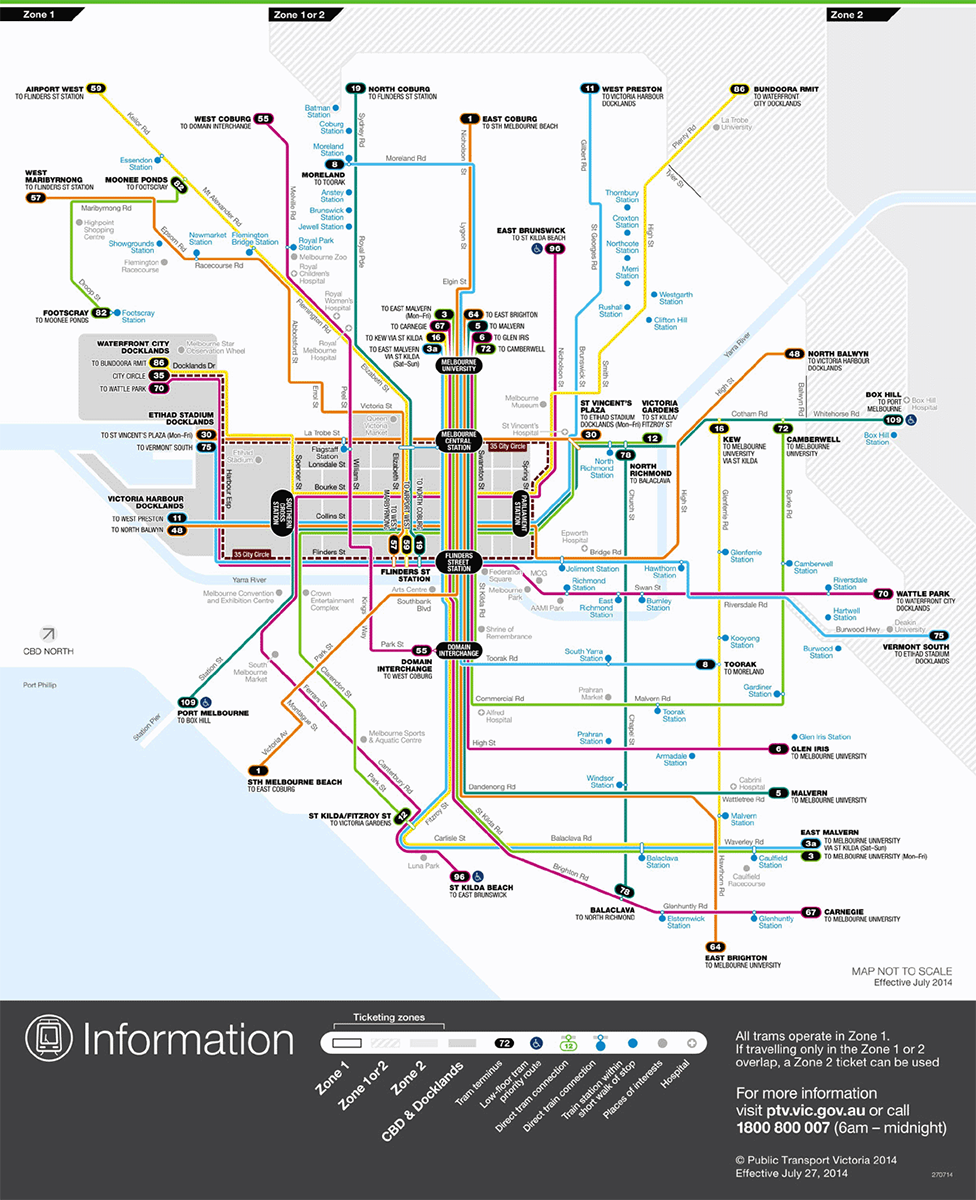 Zone 1
Zone 1 or 2
Zone 2
AIRPORT WEST 59
TO FLINDERS ST STATION
19 NORTH COBURG
TO FLINDERS ST STATION
11 WEST PRESTON
TO VICTORIA HARBOUR
DOCKLANDS
86 BUNDOORA RMIT
TO WATERFRONT
CITY DOCKLANDS
WEST COBURG 55
TO DOMAIN INTERCHANGE
1 EAST COBURG
TO STH MELBOURNE BEACH
Batman
Station
Coburg
Station
Moreland
Station
8
MORELAND
TO TOORAK
Anstey
Station
Brunswick
Station
Jewell Station
Royal Park
Station
Melbourne Zoo
Royal
Children's
Hospital
Royal
Women's
Hospital
Royal
Melbourne
Hospital
La Trobe
University
Keilor Rd
Sydney Rd
Moreland Rd
Nicholson St
Gilbert Rd
Plenty Rd
Tyler St
Essendon
Station
WEST
MARIBYRNONG
TO FLINDERS ST STATION
57
MOONEE PONDS
TO FOOTSCRAY
82
Maribyrnong Rd
Mt Alexander Rd
Melville Rd
Royal Pde
Lygon St
St Georges Rd
High St
Highpoint
Shopping
Centre
Showgrounds
Station
Epsom Rd
Newmarket
Station
Flemington
Bridge Station
Flemington
Racecourse
Racecourse Rd
Droop St
FOOTSCRAY 82
TO MOONEE PONDS
Footscray
Station
Thornbury
Station
Croxton
Station
Northcote
Station
Merri
Station
Rushall
Station
Westgarth
Station
Clifton Hill
Station
EAST BRUNSWICK
TO ST KILDA BEACH
96
Elgin St
Flemington Rd
Abbotsford St
Elizabeth St
Errol St
Peel St
Victoria St
Nicholson St
Brunswick St
Smith St
TO EAST MALVERN
(Mon–Fri)
3
TO CARNEGIE 67
TO KEW VIA ST KILDA 16
TO EAST MALVERN
VIA ST KILDA
(Sat–Sun)
3a
64 TO EAST BRIGHTON
5 TO MALVERN
6 TO GLEN IRIS
72 TO CAMBERWELL
MELBOURNE
UNIVERSITY
Yarra River
48 NORTH BALWYN
TO VICTORIA HARBOUR
DOCKLANDS
High St
Balwyn Rd
BOX HILL
TO PORT
MELBOURNE
109
Box Hill
Hospital
Box Hill
Station
Cotham Rd
Whitehorse Rd
WATERFRONT CITY
DOCKLANDS
TO BUNDOORA RMIT 86
CITY CIRCLE 35
TO WATTLE PARK 70
Melbourne Star
Observation Wheel
Docklands Dr
ETIHAD STADIUM
DOCKLANDS
TO ST VINCENT'S PLAZA (Mon–Fri) 30
TO VERMONT SOUTH 75
Etihad
Stadium
VICTORIA HARBOUR
DOCKLANDS
TO WEST PRESTON 11
TO NORTH BALWYN 48
Harbour Esp
Spencer St
La Trobe St
Flagstaff
Station
Lonsdale St
Bourke St
Collins St
Flinders St
35 City Circle
35 City Circle
Queen
Victoria
Market
William St
Elizabeth St
Swanston St
Spring St
MELBOURNE
CENTRAL
STATION
SOUTHERN
CROSS
STATION
PARLIAMENT
STATION
FLINDERS
STREET
STATION
TO WEST
MARIBYRNONG
TO AIRPORT WEST
TO NORTH COBURG
57 59 19
FLINDERS ST
STATION
Melbourne
Museum
St Vincent's
Hospital
ST VINCENT'S
PLAZA
TO ETIHAD STADIUM
DOCKLANDS (Mon–Fri)
30
VICTORIA
GARDENS
TO ST KILDA/
FITZROY ST
12
North
Richmond
Station
78
NORTH
RICHMOND
TO BALACLAVA
16
KEW
TO MELBOURNE
UNIVERSITY
VIA ST KILDA
72
CAMBERWELL
TO MELBOURNE
UNIVERSITY
Church St
High St
Glenferrie Rd
Burke Rd
Epworth
Hospital
Bridge Rd
Jolimont Station
Hawthorn
Station
Glenferrie
Station
Camberwell
Station
Richmond
Station
Swan St
East
Richmond
Station
Burnley
Station
Riversdale
Station
Riversdale Rd
70 WATTLE PARK
TO WATERFRONT CITY
DOCKLANDS
Hartwell
Station
Burwood Hwy
Deakin
University
Burwood
Station
75
VERMONT SOUTH
TO ETIHAD STADIUM
DOCKLANDS
Federation
Square
MCG
Melbourne
Park
AAMI Park
Arts Centre
Southbank
Blvd
St Kilda Rd
Shrine of
Remembrance
Yarra River
Melbourne Convention
and Exhibition Centre
Crown
Entertainment
Complex
Kings Way
Park St
55
DOMAIN
INTERCHANGE
TO WEST COBURG
DOMAIN
INTERCHANGE
CBD NORTH
Port Phillip
Station St
109
PORT MELBOURNE
TO BOX HILL
Station Pier
South
Melbourne
Market
Park St
Clarendon St
Ferrars St
Montague St
Victoria Av
1
STH MELBOURNE BEACH
TO EAST COBURG
Melbourne Sports
& Aquatic Centre
Canterbury Rd
Park St
ST KILDA/FITZROY ST
TO VICTORIA GARDENS
12
Fitzroy St
Luna Park
96
ST KILDA BEACH
TO EAST BRUNSWICK
Toorak Rd
South Yarra
Station
8
TOORAK
TO MORELAND
Kooyong
Station
Gardiner
Station
Commercial Rd
Alfred
Hospital
Prahran
Market
Malvern Rd
Toorak
Station
High St
Prahran
Station
Chapel St
Armadale
Station
Glen Iris Station
6 GLEN IRIS
TO MELBOURNE UNIVERSITY
Dandenong Rd
Windsor
Station
Cabrini
Hospital
Wattletree Rd
5 MALVERN
TO MELBOURNE UNIVERSITY
Malvern
Station
St Kilda Rd
Carlisle St
Balaclava Rd
Waverley Rd
EAST MALVERN
3a TO MELBOURNE UNIVERSITY
VIA ST KILDA (Sat–Sun)
3 TO MELBOURNE UNIVERSITY (Mon–Fri)
Balaclava
Station
Caulfield
Station
Caulfield
Racecourse
Hawthorn Rd
Brighton Rd
78
BALACLAVA
TO NORTH RICHMOND
Glenhuntly Rd
Elsternwick
Station
Glenhuntly
Station
67 CARNEGIE
TO MELBOURNE UNIVERSITY
64
EAST BRIGHTON
TO MELBOURNE UNIVERSITY
MAP NOT TO SCALE
Effective July 2014
Information
Ticketing zones
Zone 1
Zone 1or 2
Zone 2
CBD & Docklands
72
Tram terminus
Low-floor tram
priority route
12
Direct tram connection
Direct train connection
Train station within
short walk of stop
Places of interests
Hospital
All trams operate in Zone 1.
If travelling only in the Zone 1 or 2
overlap, a Zone 2 ticket can be used
For more information
visit ptv.vic.gov.au or call
1800 800 007 (6am – midnight)
© Public Transport Victoria 2014
Effective July 27, 2014
270714